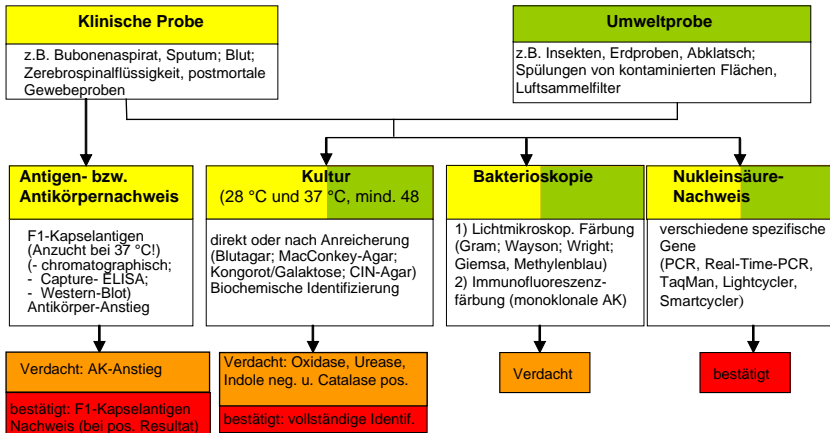 Klinische Probe
z.B. Bubonenaspirat, Sputum; Blut;
Zerebrospinalflüssigkeit, postmortale
Gewebeproben
Umweltprobe
z.B. Insekten, Erdproben, Abklatsch;
Spülungen von kontaminierten Flächen,
Luftsammelfilter
Antigen- bzw.
Antikörpernachweis
F1-Kapselantigen
(Anzucht bei 37 °C!)
(- chromatographisch;
- Capture- ELISA;
- Western-Blot)
Antikörper-Anstieg
Verdacht: AK-Anstieg
bestätigt: F1-Kapselantigen
Nachweis (bei pos. Resultat)
Kultur
(28 °C und 37 °C, mind. 48
direkt oder nach Anreicherung
(Blutagar; MacConkey-Agar;
Kongorot/Galaktose; CIN-Agar)
Biochemische Identifizierung
Verdacht: Oxidase, Urease,
Indole neg. u. Catalase pos.
bestätigt: vollständige Identif.
Bakterioskopie
1) Lichtmikroskop. Färbung
(Gram; Wayson; Wright;
Giemsa, Methylenblau)
2) Immunofluoreszenz-
färbung (monoklonale AK)
Verdacht
Nukleinsäure-
Nachweis
verschiedene spezifische
Gene
(PCR, Real-Time-PCR,
TaqMan, Lightcycler,
Smartcycler)
bestätigt